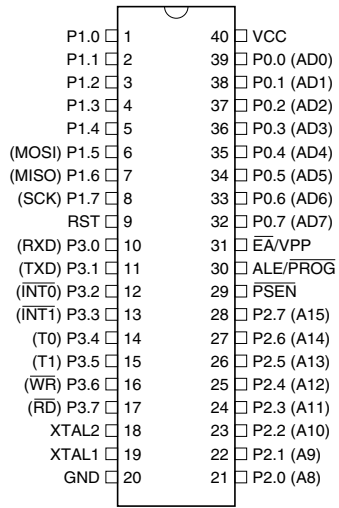 P1.0 1 40 VCC
P1.1 2 39 P0.0 (AD0)
P1.2 3 38 P0.1 (AD1)
P1.3 4 37 P0.2 (AD2)
P1.4 5 36 P0.3 (AD3)
(MOSI) P1.5 6 35 P0.4 (AD4)
(MISO) P1.6 7 34 P0.5 (AD5)
(SCK) P1.7 8 33 P0.6 (AD6)
RST 9 32 P0.7 (AD7)
(RXD) P3.0 10 31 E̅A̅/VPP
(TXD) P3.1 11 30 ALE/P̅R̅O̅G̅
(I̅N̅T̅0̅) P3.2 12 29 P̅S̅E̅N̅
(I̅N̅T̅1̅) P3.3 13 28 P2.7 (A15)
(T0) P3.4 14 27 P2.6 (A14)
(T1) P3.5 15 26 P2.5 (A13)
(W̅R̅) P3.6 16 25 P2.4 (A12)
(R̅D̅) P3.7 17 24 P2.3 (A11)
XTAL2 18 23 P2.2 (A10)
XTAL1 19 22 P2.1 (A9)
GND 20 21 P2.0 (A8)